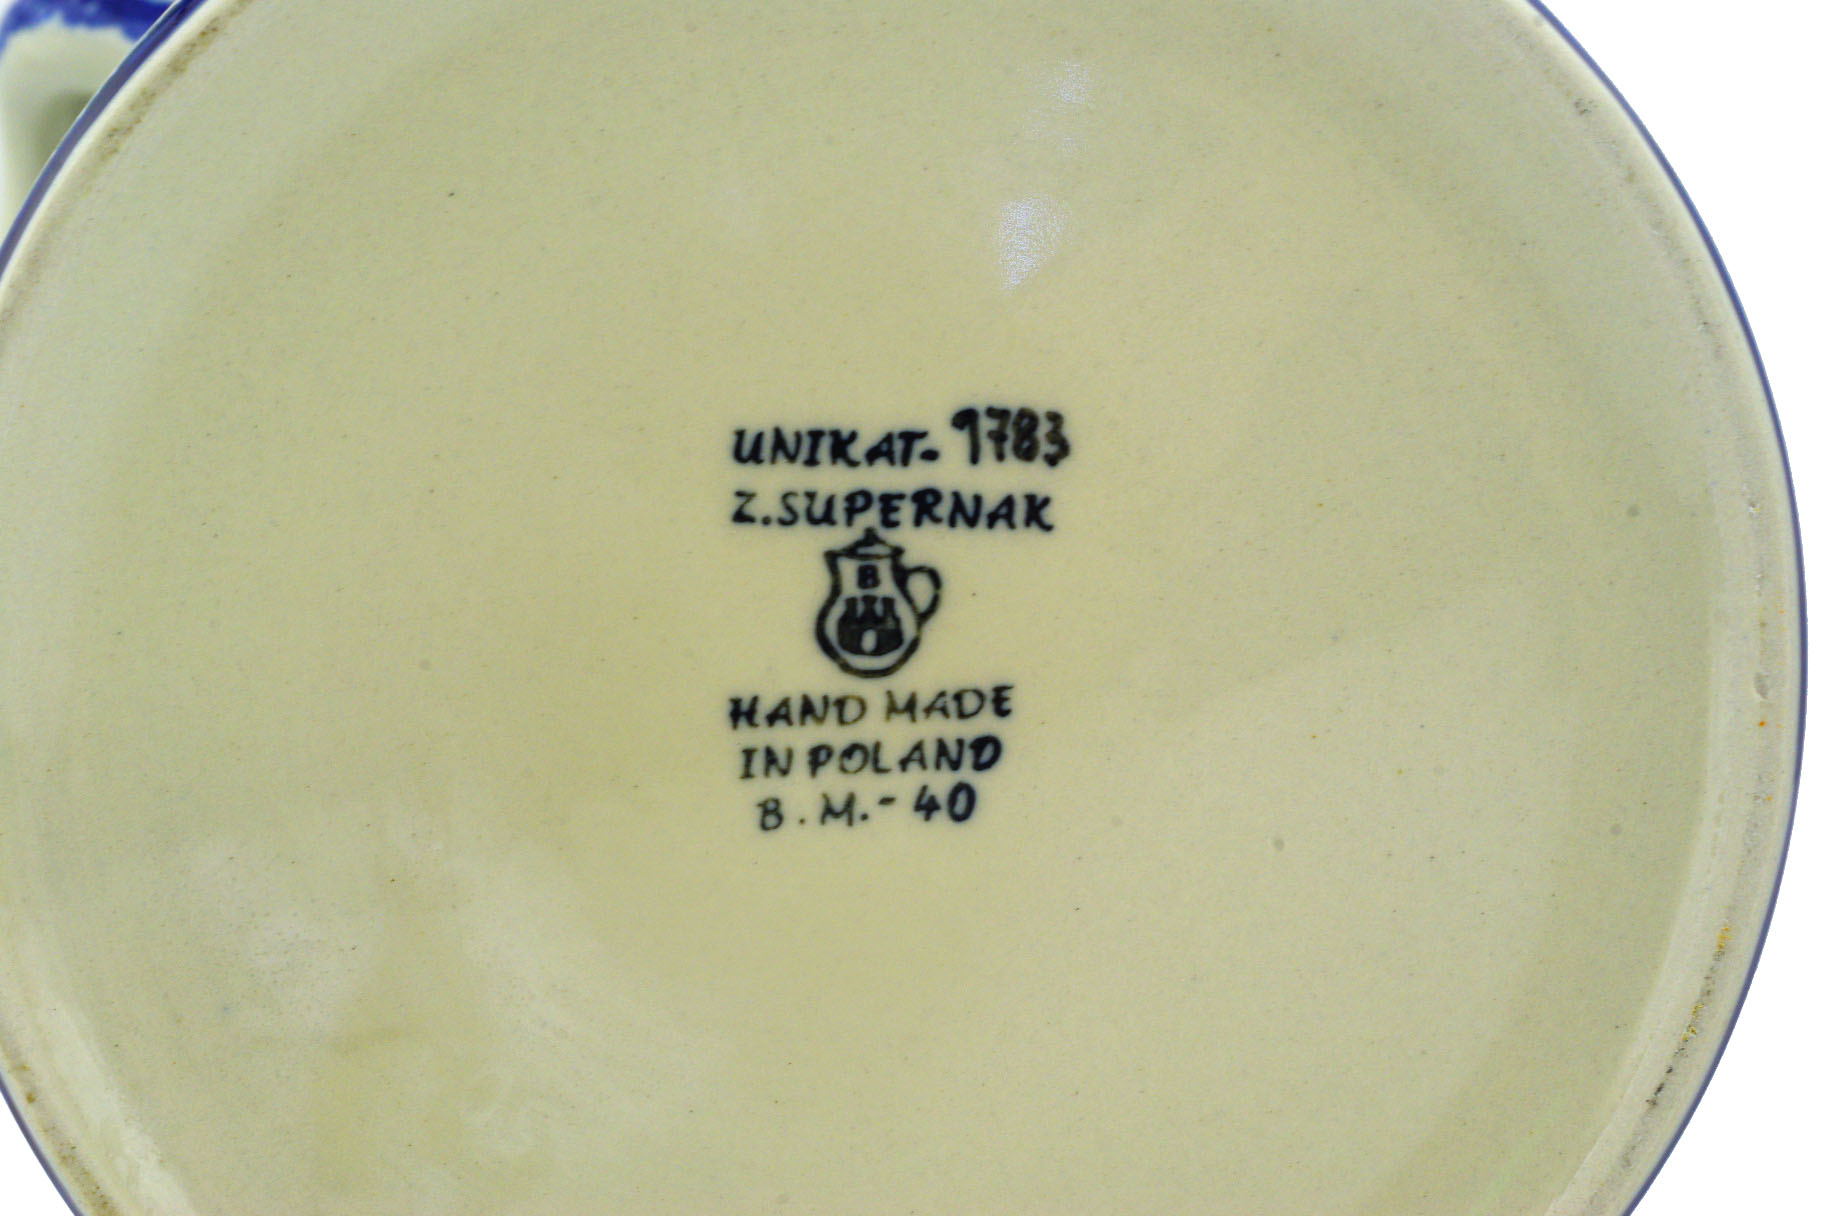 UNIKAT- 1783
Z.SUPERNAK
B
HAND MADE
IN POLAND
B.M.- 40